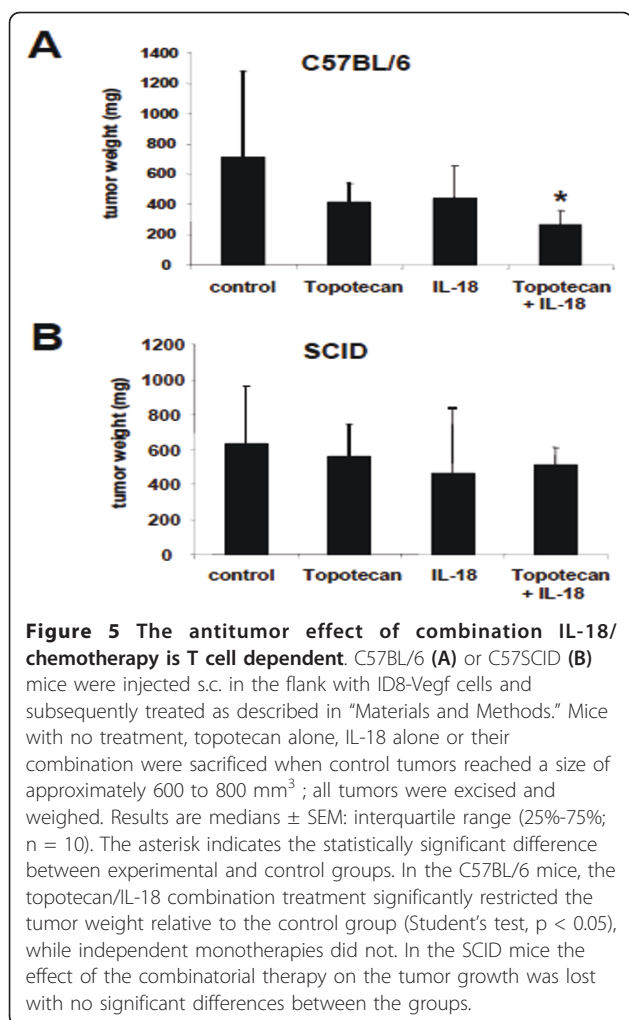 A
C57BL/6
tumor weight (mg)
1400
1200
1000
800
600
400
200
0
*
control Topotecan IL-18 Topotecan
+ IL-18
B
SCID
tumor weight (mg)
1200
1000
800
600
400
200
0
control Topotecan IL-18 Topotecan
+ IL-18
Figure 5 The antitumor effect of combination IL-18/
chemotherapy is T cell dependent. C57BL/6 (A) or C57SCID (B)
mice were injected s.c. in the flank with ID8-Vegf cells and
subsequently treated as described in “Materials and Methods.” Mice
with no treatment, topotecan alone, IL-18 alone or their
combination were sacrificed when control tumors reached a size of
approximately 600 to 800 mm³ ; all tumors were excised and
weighed. Results are medians ± SEM: interquartile range (25%-75%;
n = 10). The asterisk indicates the statistically significant difference
between experimental and control groups. In the C57BL/6 mice, the
topotecan/IL-18 combination treatment significantly restricted the
tumor weight relative to the control group (Student’s test, p < 0.05),
while independent monotherapies did not. In the SCID mice the
effect of the combinatorial therapy on the tumor growth was lost
with no significant differences between the groups.